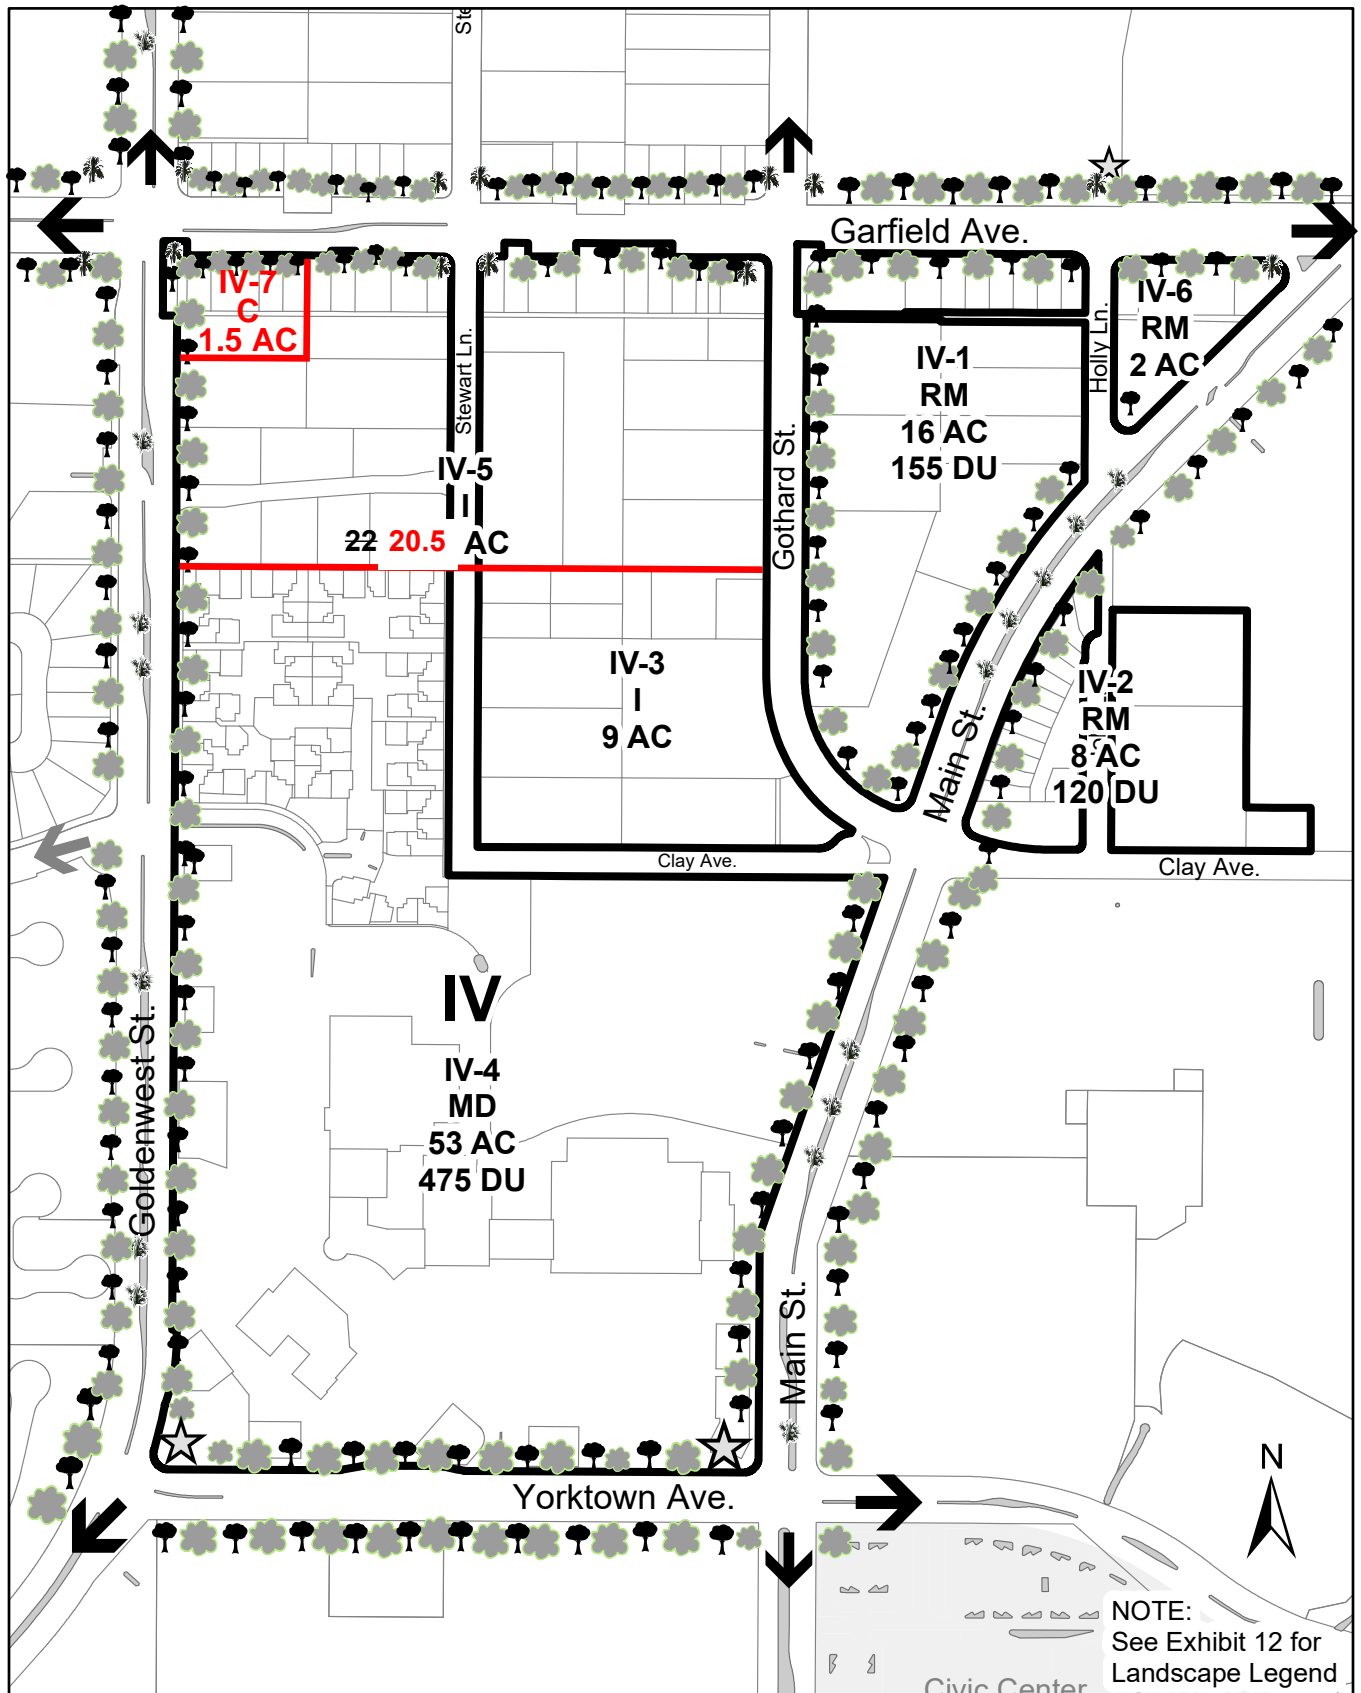 Ste
Garfield Ave.
IV-7
C
1.5 AC
Stewart Ln.
Holly Ln.
IV-6
RM
2 AC
IV-1
RM
16 AC
155 DU
Gothard St.
IV-5
I
22 20.5 AC
IV-3
I
9 AC
IV-2
RM
8 AC
120 DU
Main St.
Clay Ave.
Clay Ave.
IV
IV-4
MD
53 AC
475 DU
Goldenwest St.
Main St.
Yorktown Ave.
N
NOTE:
See Exhibit 12 for
Landscape Legend
Civic Center